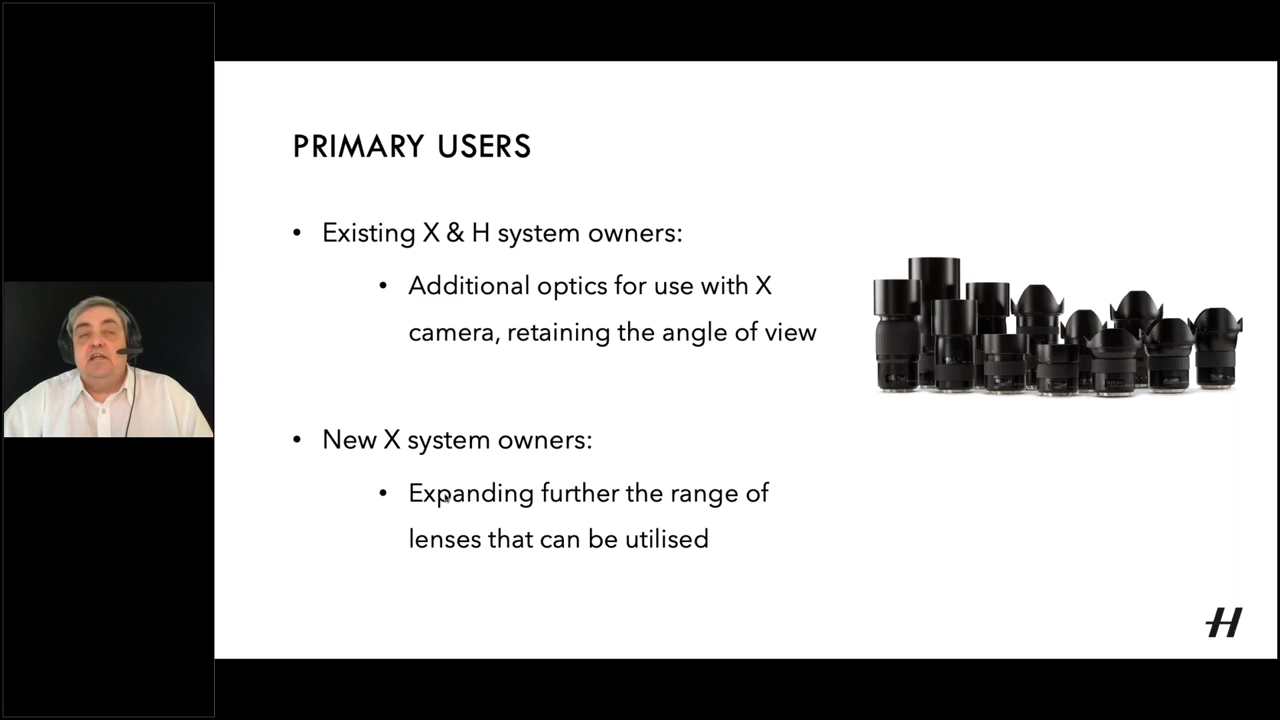 PRIMARY USERS
• Existing X & H system owners:
• Additional optics for use with X
camera, retaining the angle of view
• New X system owners:
• Expanding further the range of
lenses that can be utilised
H